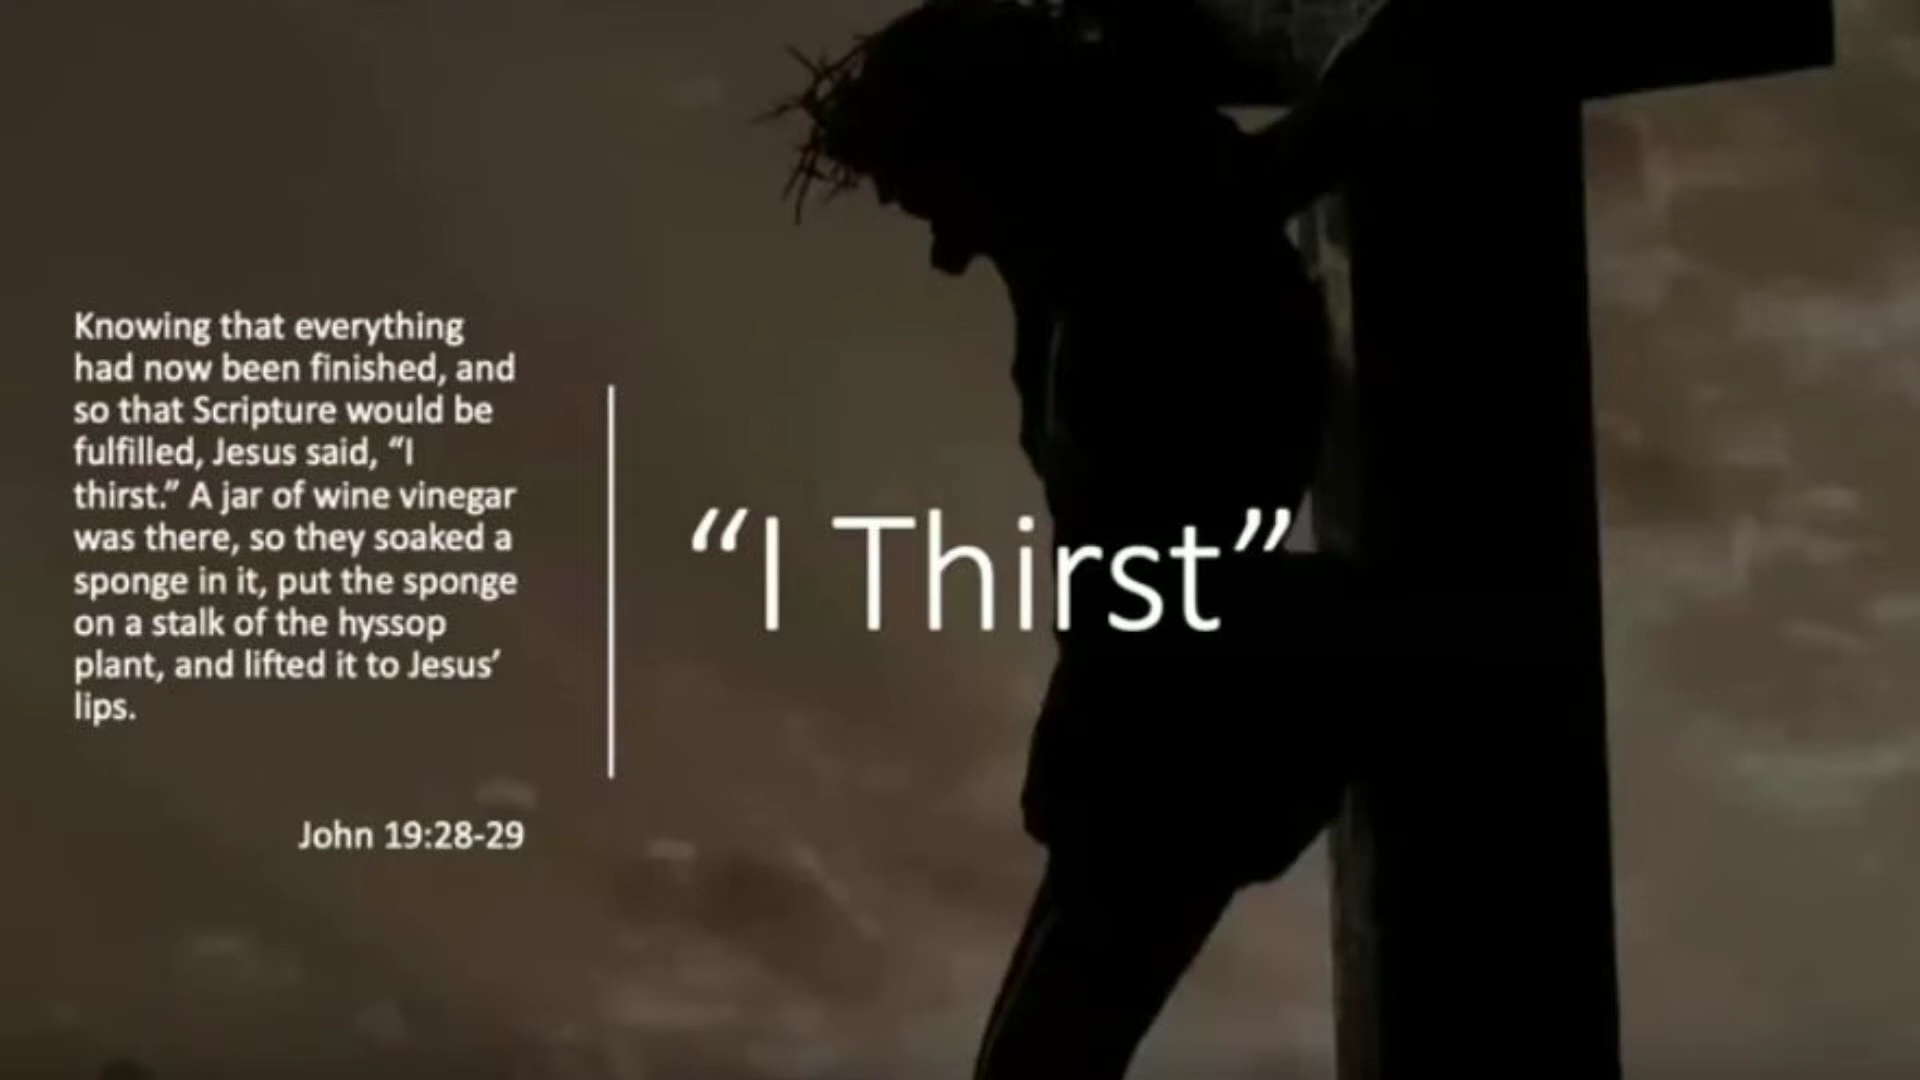 Knowing that everything
had now been finished, and
so that Scripture would be
fulfilled, Jesus said, “I
thirst.” A jar of wine vinegar
was there, so they soaked a
sponge in it, put the sponge
on a stalk of the hyssop
plant, and lifted it to Jesus’
lips.
John 19:28-29
“I Thirst”